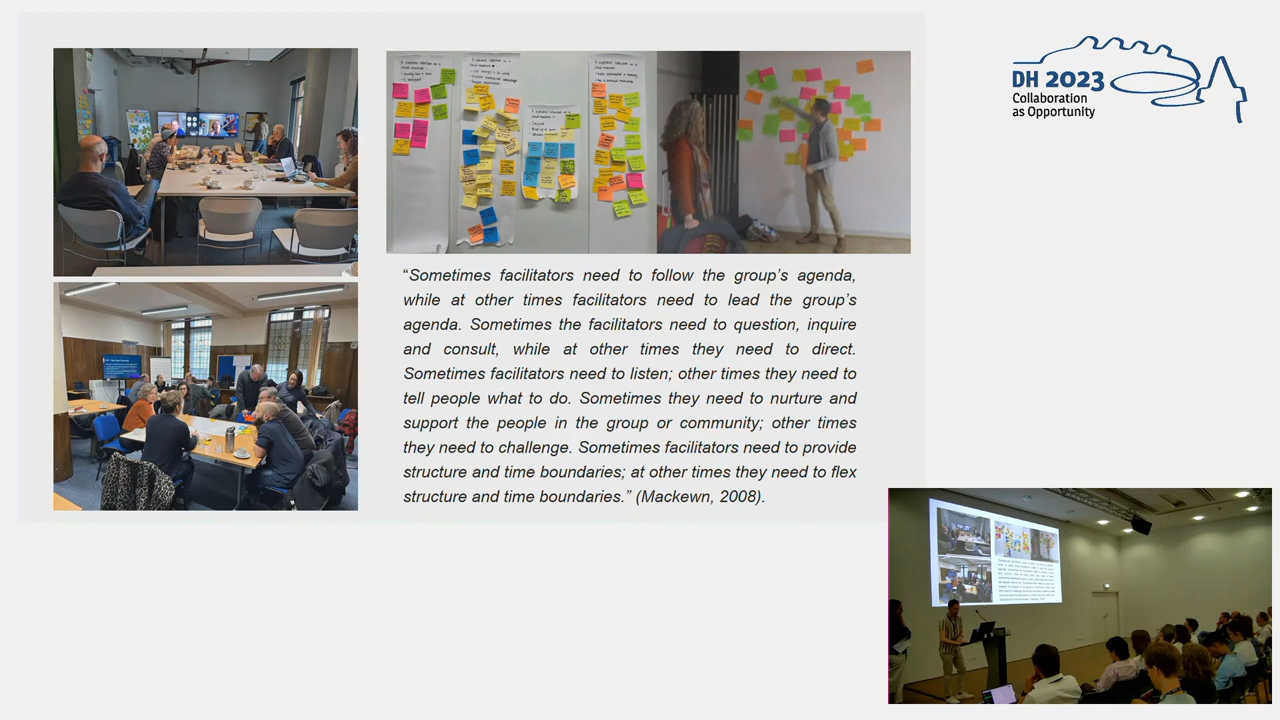 DH 2023
Collaboration
as Opportunity
“Sometimes facilitators need to follow the group’s agenda,
while at other times facilitators need to lead the group’s
agenda. Sometimes the facilitators need to question, inquire
and consult, while at other times they need to direct.
Sometimes facilitators need to listen; other times they need to
tell people what to do. Sometimes they need to nurture and
support the people in the group or community; other times
they need to challenge. Sometimes facilitators need to provide
structure and time boundaries; at other times they need to flex
structure and time boundaries.” (Mackewn, 2008).